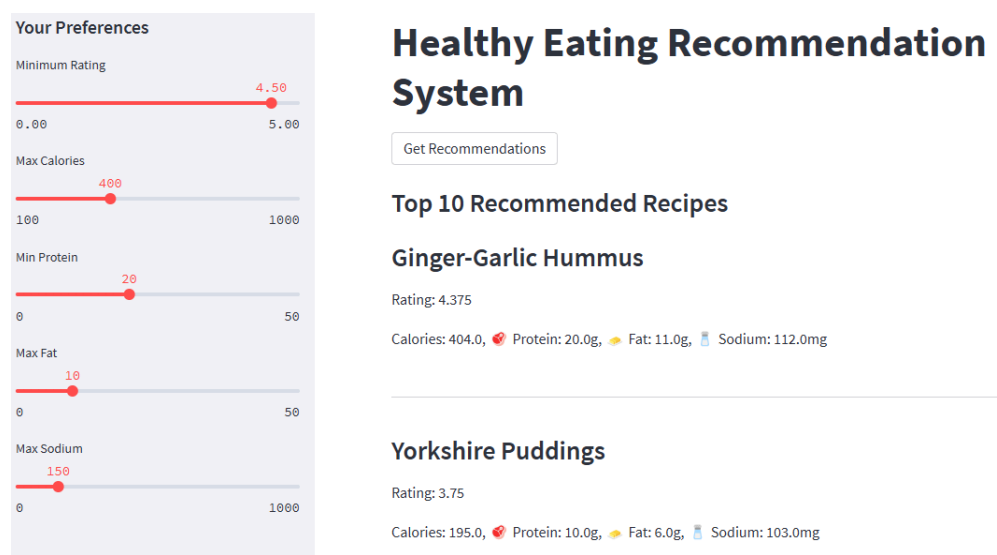 Your Preferences
Minimum Rating
4.50
0.00 5.00
Max Calories
400
100 1000
Min Protein
20
0 50
Max Fat
10
0 50
Max Sodium
150
0 1000
Healthy Eating Recommendation
System
Get Recommendations
Top 10 Recommended Recipes
Ginger-Garlic Hummus
Rating: 4.375
Calories: 404.0, 🥩 Protein: 20.0g, 🧈 Fat: 11.0g, 🧂 Sodium: 112.0mg
Yorkshire Puddings
Rating: 3.75
Calories: 195.0, 🥩 Protein: 10.0g, 🧈 Fat: 6.0g, 🧂 Sodium: 103.0mg